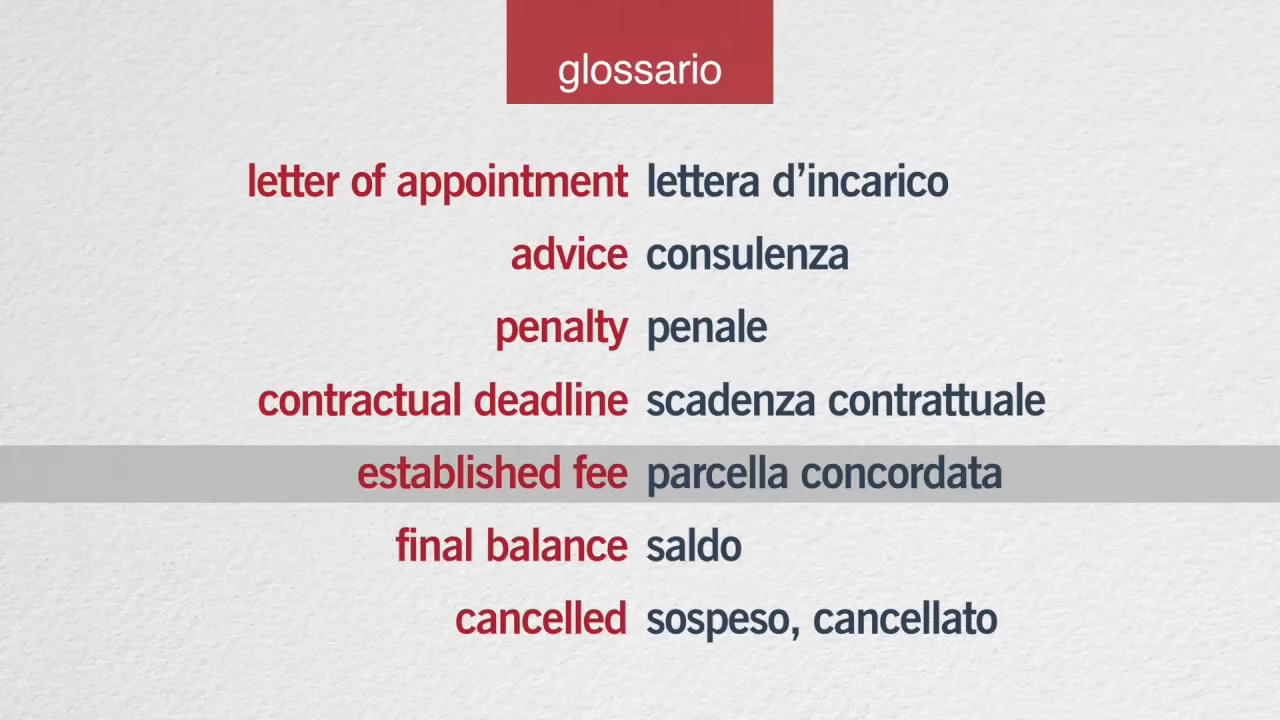 glossario
letter of appointment lettera d’incarico
advice consulenza
penalty penale
contractual deadline scadenza contrattuale
established fee parcella concordata
final balance saldo
cancelled sospeso, cancellato